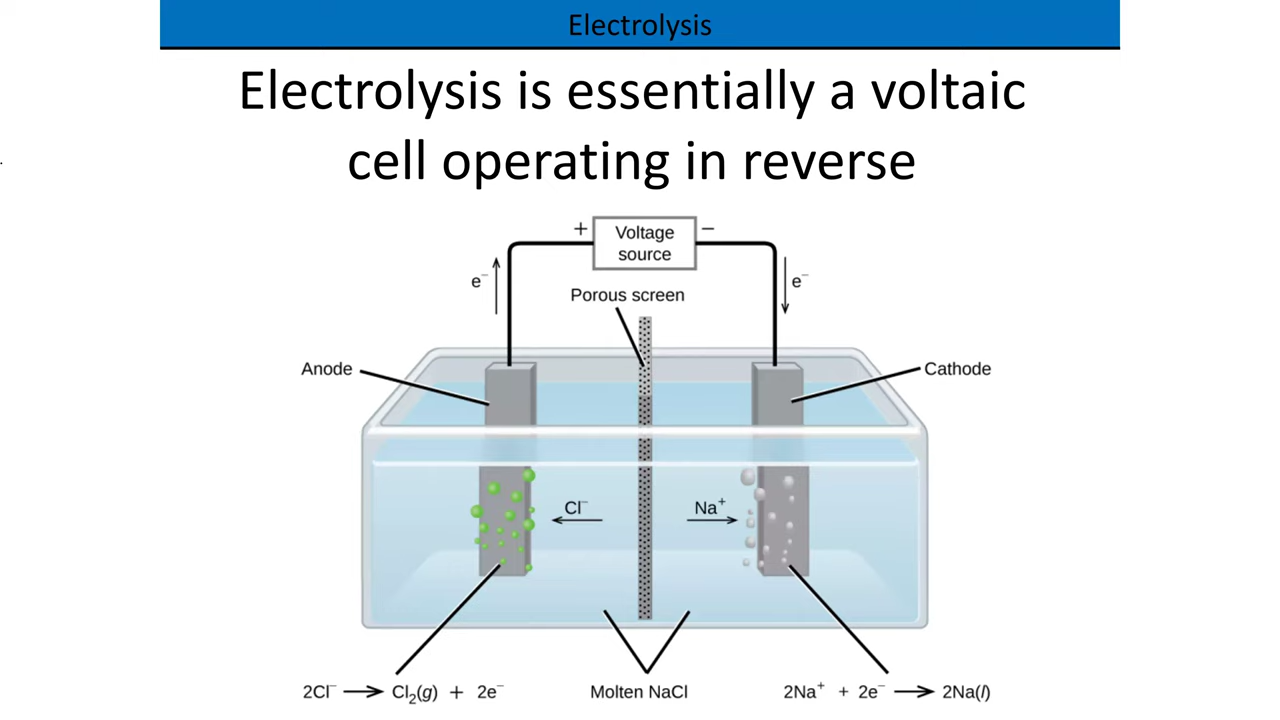 Electrolysis
Electrolysis is essentially a voltaic
cell operating in reverse
+ Voltage −
source
e⁻ e⁻
Porous screen
Anode Cathode
Cl⁻ Na⁺
2Cl⁻ ⟶ Cl₂(g) + 2e⁻ Molten NaCl 2Na⁺ + 2e⁻ ⟶ 2Na(l)